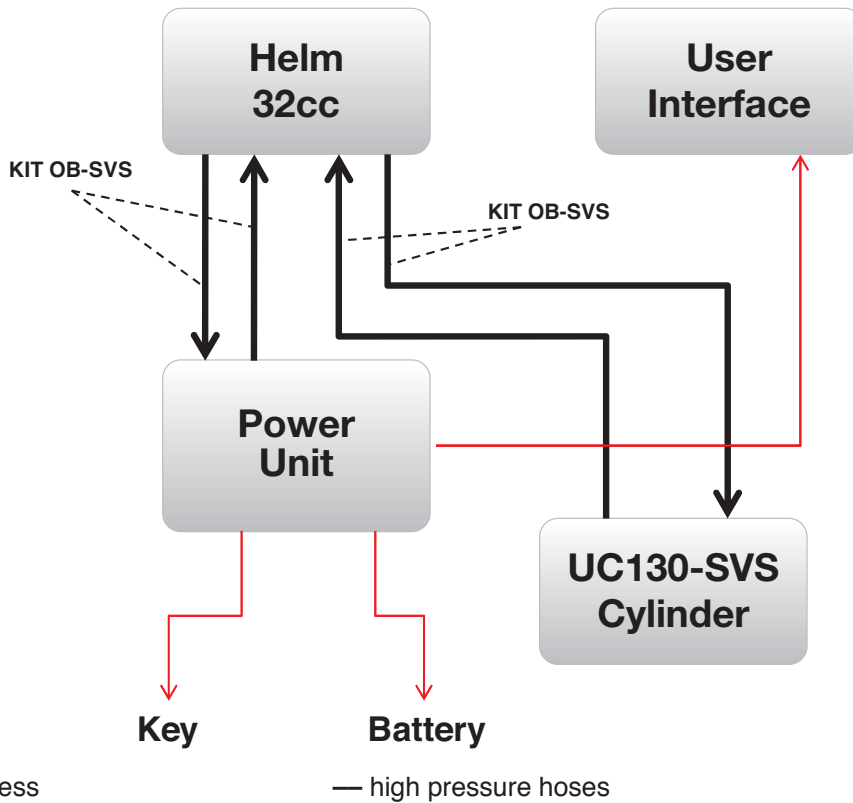 Helm
32cc
User
Interface
KIT OB-SVS
KIT OB-SVS
Power
Unit
UC130-SVS
Cylinder
Key
Battery
ess
— high pressure hoses